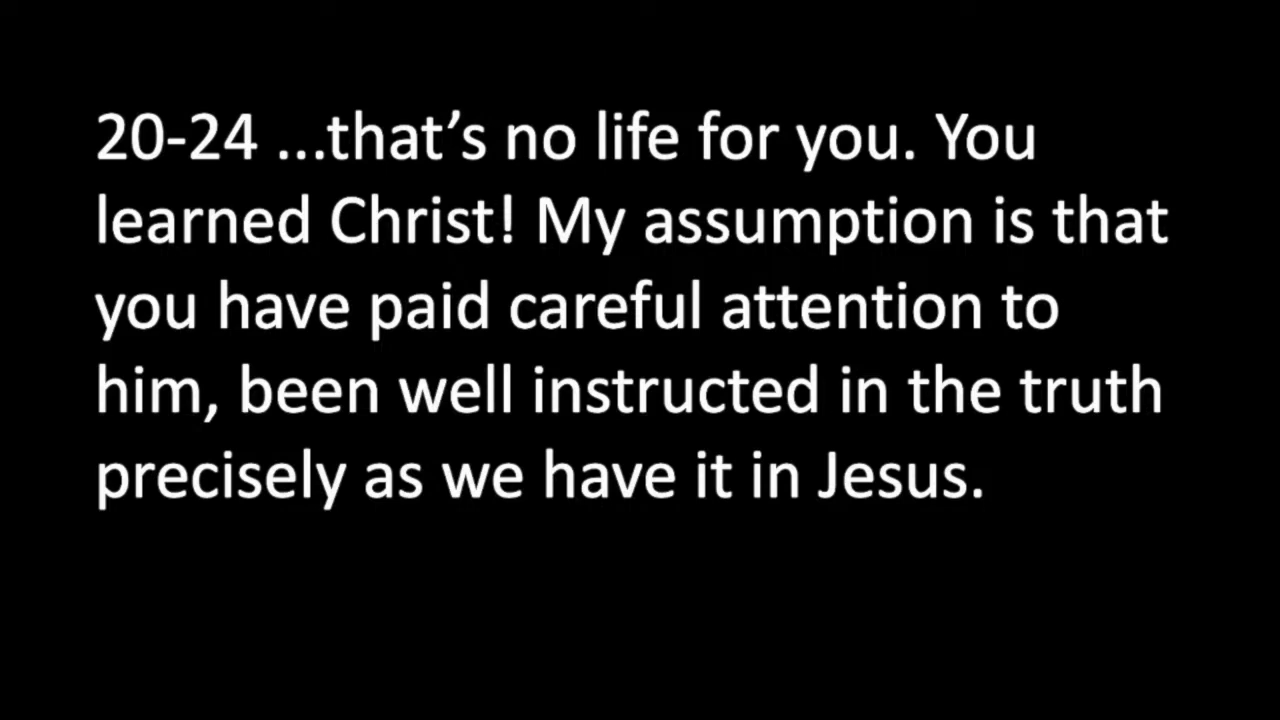 20-24 ...that’s no life for you. You
learned Christ! My assumption is that
you have paid careful attention to
him, been well instructed in the truth
precisely as we have it in Jesus.